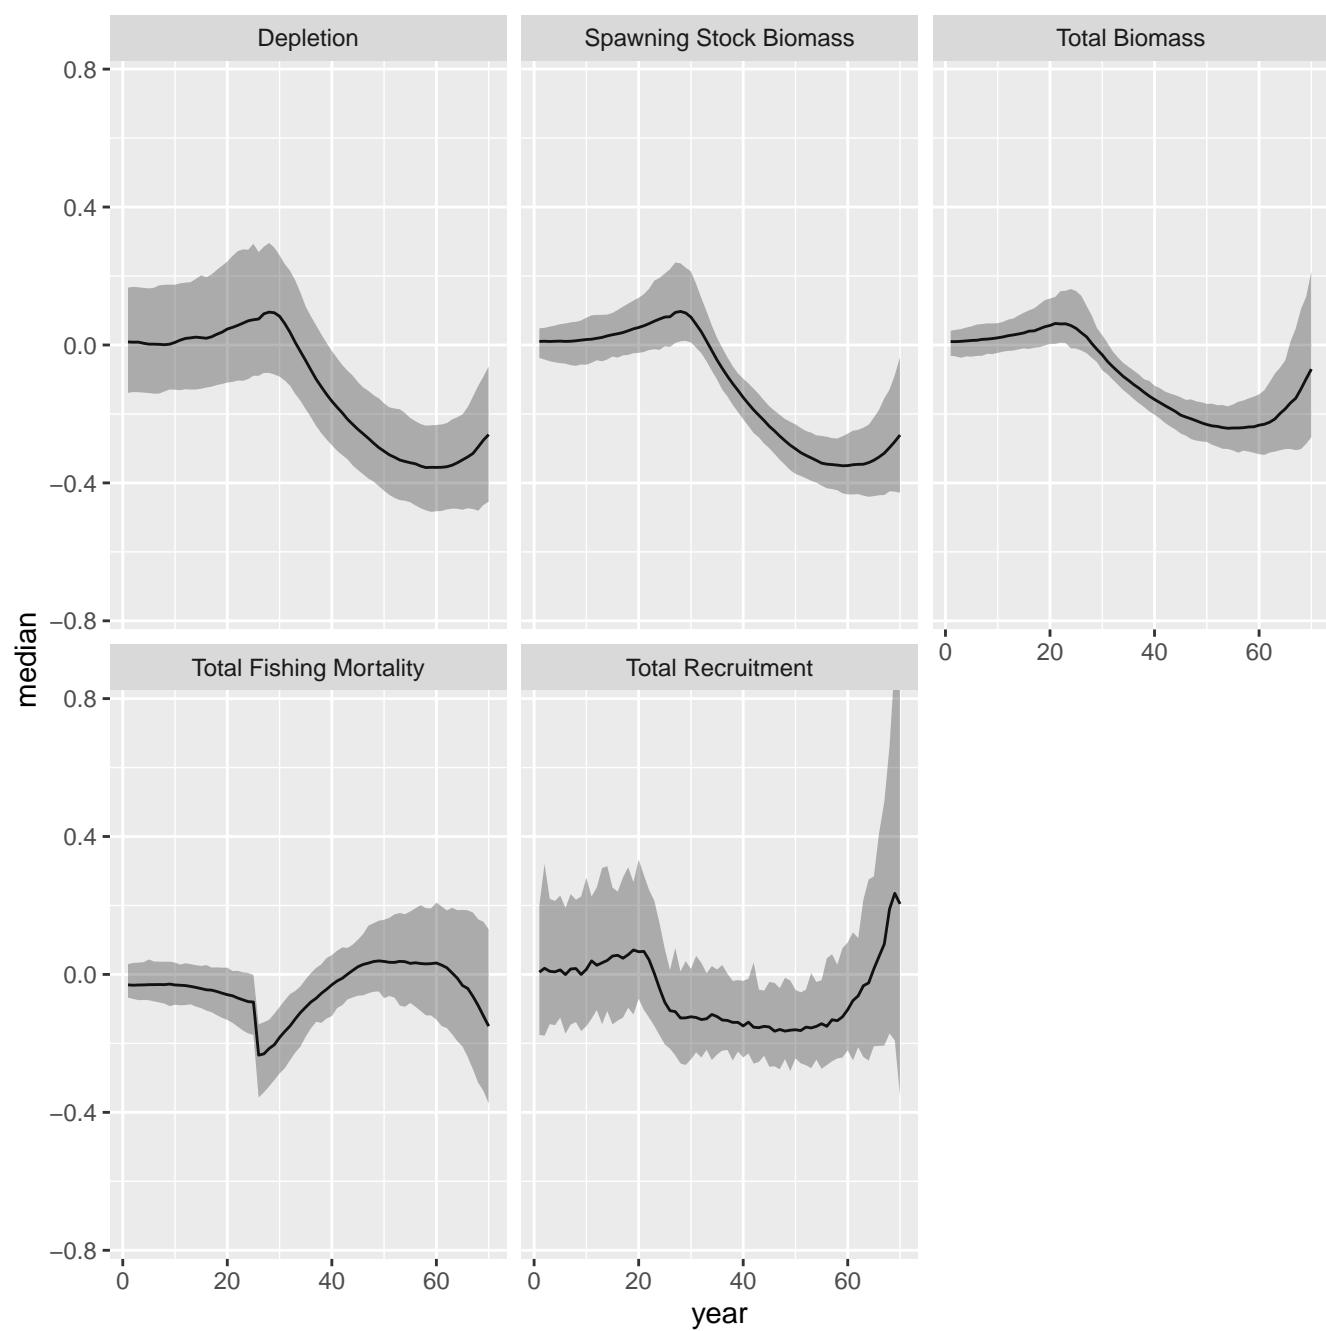 Depletion Spawning Stock Biomass Total Biomass
0.8
0.4
0.0
−0.4
−0.8
0 20 40 60
Total Fishing Mortality Total Recruitment
0.8
0.4
0.0
−0.4
−0.8
0 20 40 60 0 20 40 60
median
year